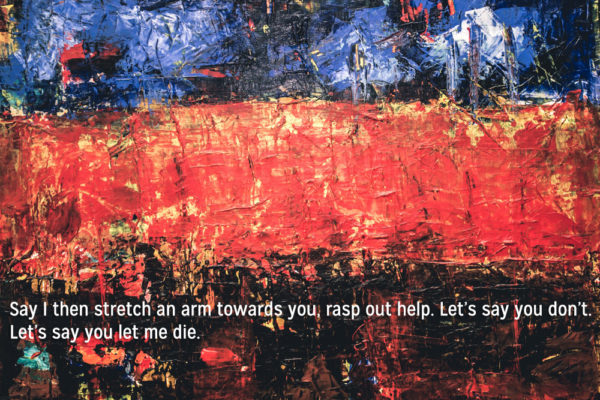 Say I then stretch an arm towards you, rasp out help. Let's say you don't.
Let's say you let me die.